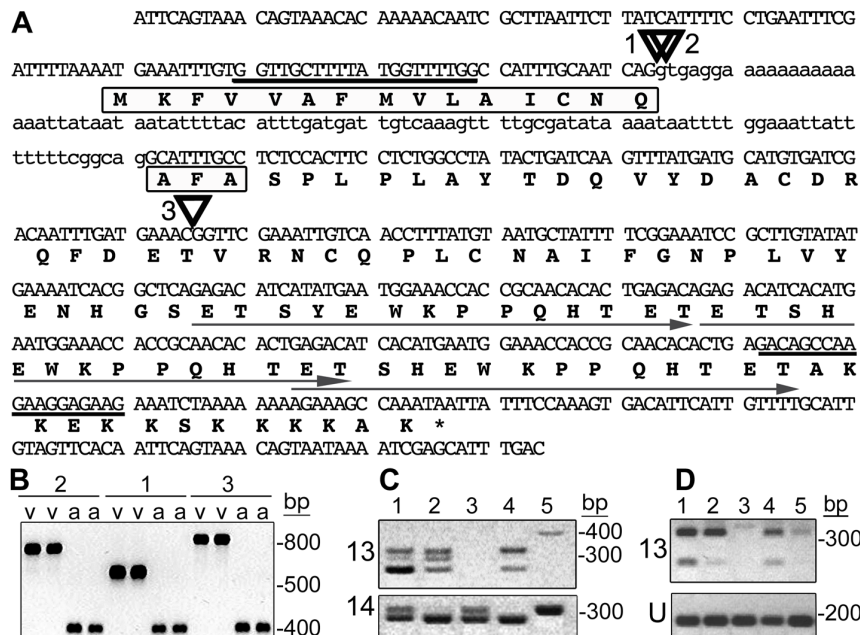 A
ATTCAGTAAA CAGTAAACAC AAAAACAATC GCTTAATTCT TATCATTTTC CTGAATTTCG
1 2
ATTTTAAAAT GAAATTTGTG GTTGCTTTTA TGGTTTTGGC CATTTGCAAT CAGgtgagga aaaaaaaaaa
M K F V V A F M V L A I C N Q
aaattataat aatattttac atttgatgat tgtcaaagtt ttgcgatata aaataatttt ggaaattatt
tttttcggcag gGCATTTGCC TCTCCACTTC CTCTGGCCTA TACTGATCAA GTTTATGATG CATGTGATCG
A F A S P L P L A Y T D Q V Y D A C D R
3
ACAATTTGAT GAAACGGTTC GAAATTGTCA ACCTTTATGT AATGCTATTT TCGGAAATCC GCTTGTATAT
Q F D E T V R N C Q P L C N A I F G N P L V Y
GAAAATCACG GCTCAGAGAC ATCATATGAA TGGAAACCAC CGCAACACAC TGAGACAGAG ACATCACATG
E N H G S E T S Y E W K P P Q H T E T E T S H
AATGGAAACC ACCGCAACAC ACTGAGACAT CACATGAATG GAAACCACCG CAACACACTG AGACAGCCAA
E W K P P Q H T E T S H E W K P P Q H T E T A K
GAAGGAGAAG AAATCTAAAA AAAGAAAGC CAAATAATTA TTTCCAAAGT GACATTCATT GTTTTGCATT
K E K K S K K K K A K *
GTAGTTCACA ATTCAGTAAA CAGTAATAAA ATCGAGCATT TGAC
B
2 1 3 bp
v v a a v v a a v v a a
-800
-500
-400
C
1 2 3 4 5 bp
13
-400
-300
14
-300
D
1 2 3 4 5 bp
13
-300
U
-200